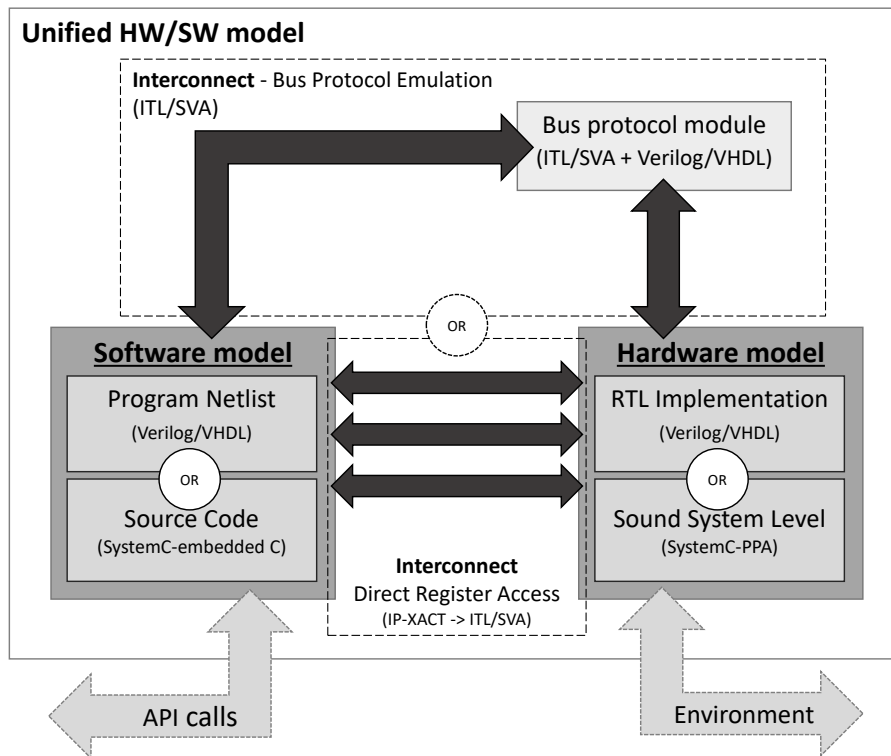 Unified HW/SW model
Interconnect - Bus Protocol Emulation
(ITL/SVA)
Bus protocol module
(ITL/SVA + Verilog/VHDL)
OR
Software model
Program Netlist
(Verilog/VHDL)
OR
Source Code
(SystemC-embedded C)
Hardware model
RTL Implementation
(Verilog/VHDL)
OR
Sound System Level
(SystemC-PPA)
Interconnect
Direct Register Access
(IP-XACT -> ITL/SVA)
API calls
Environment